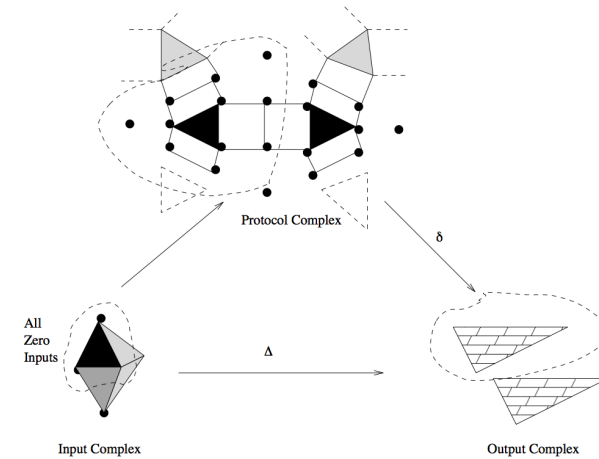 Protocol Complex
δ
All
Zero
Inputs
Δ
Input Complex
Output Complex